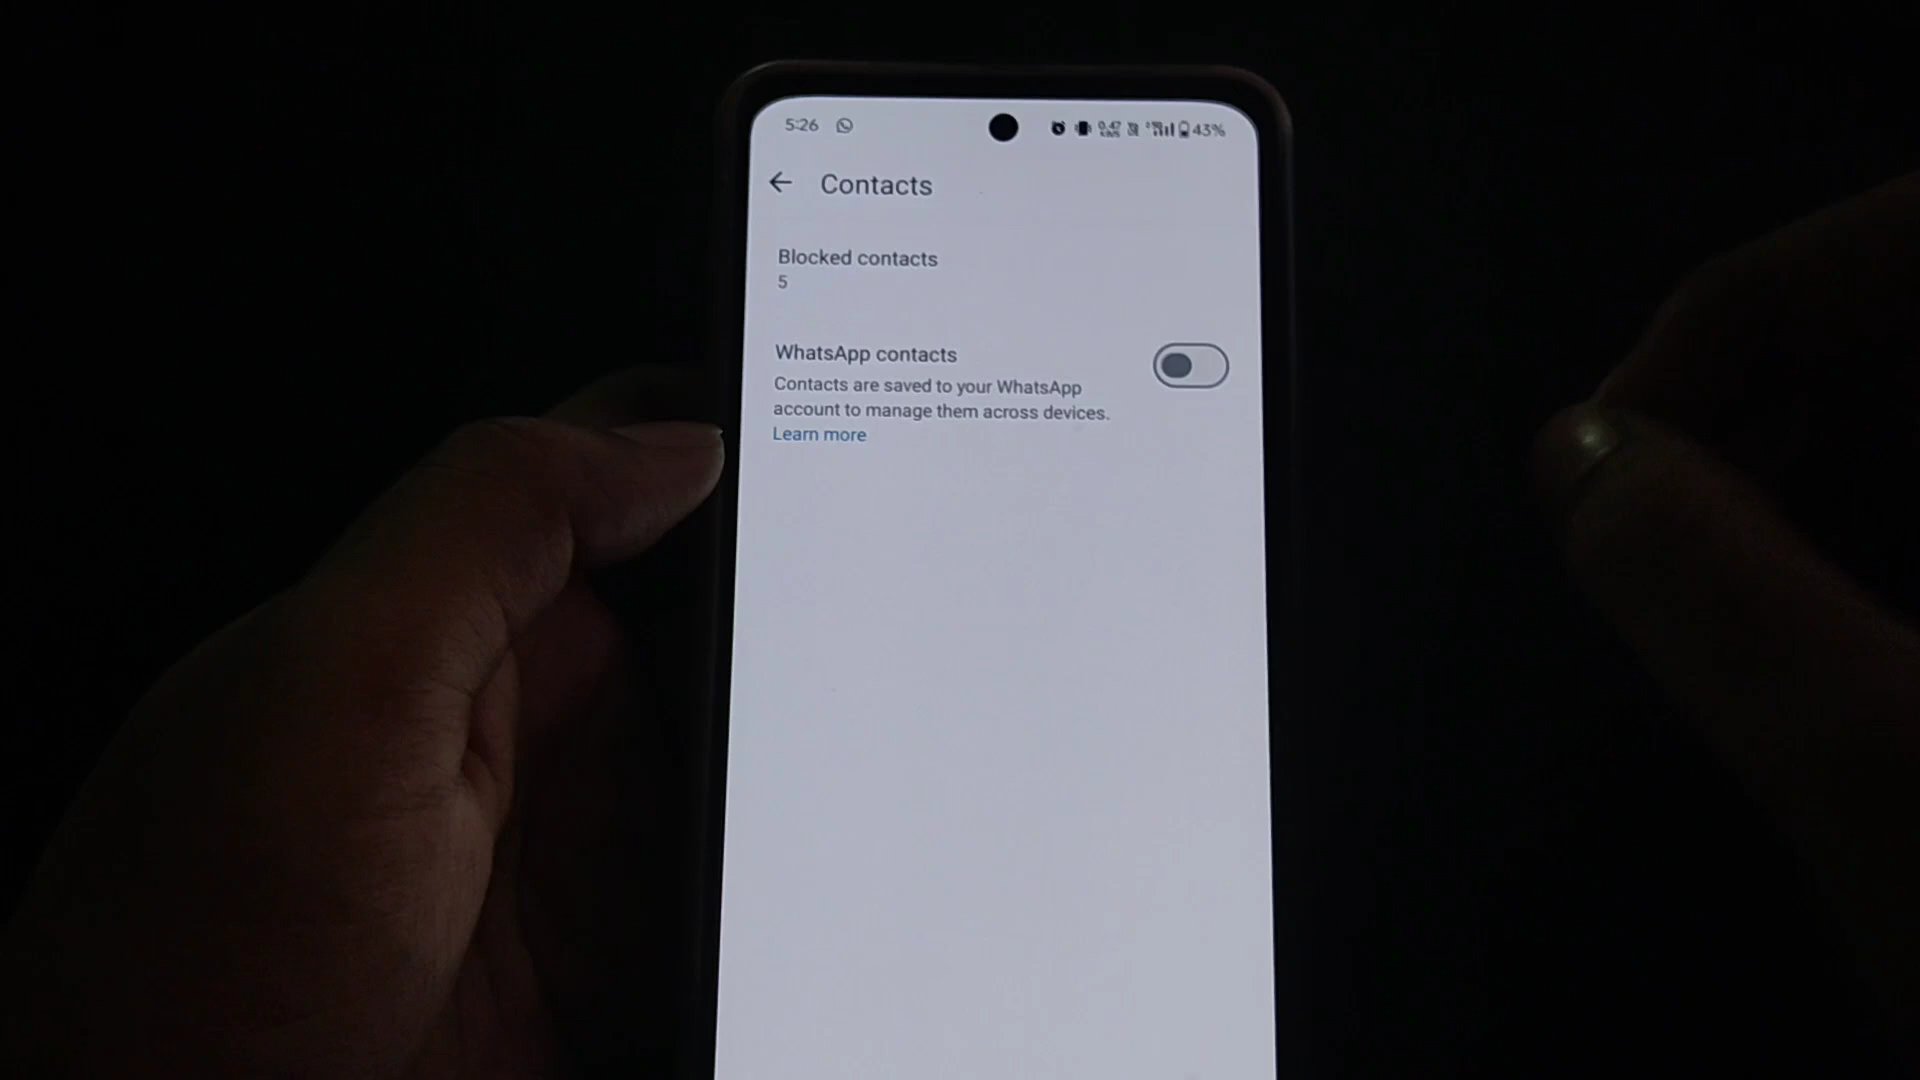 5:26 43%
Contacts
Blocked contacts
5
WhatsApp contacts
Contacts are saved to your WhatsApp
account to manage them across devices.
Learn more